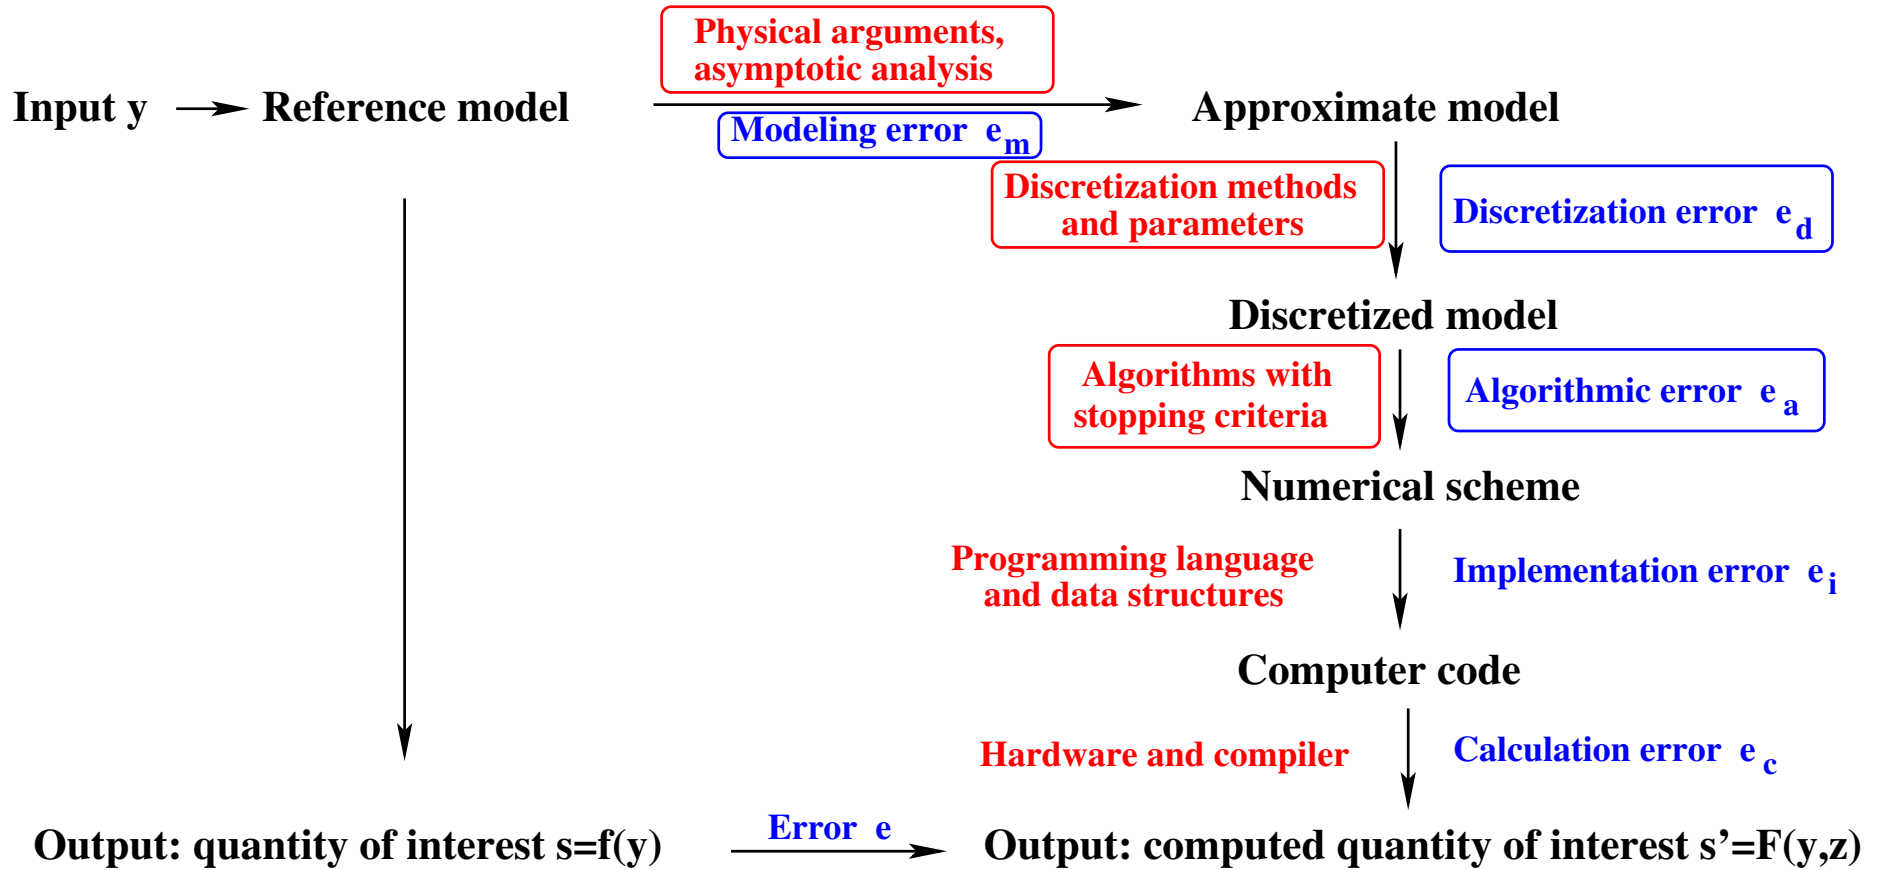 Physical arguments,
asymptotic analysis
Input y
Reference model
Approximate model
Modeling error e_m
Discretization methods
and parameters
Discretization error e_d
Discretized model
Algorithms with
stopping criteria
Algorithmic error e_a
Numerical scheme
Programming language
and data structures
Implementation error e_i
Computer code
Hardware and compiler
Calculation error e_c
Output: quantity of interest s=f(y)
Error e
Output: computed quantity of interest s’=F(y,z)